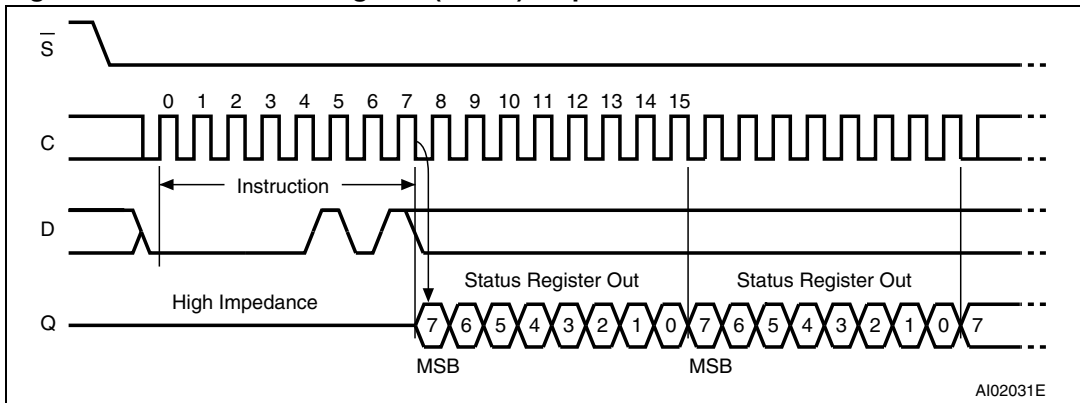 S
0 1 2 3 4 5 6 7 8 9 10 11 12 13 14 15
C
Instruction
D
Status Register Out Status Register Out
High Impedance
Q 7 6 5 4 3 2 1 0 7 6 5 4 3 2 1 0 7
MSB MSB
AI02031E